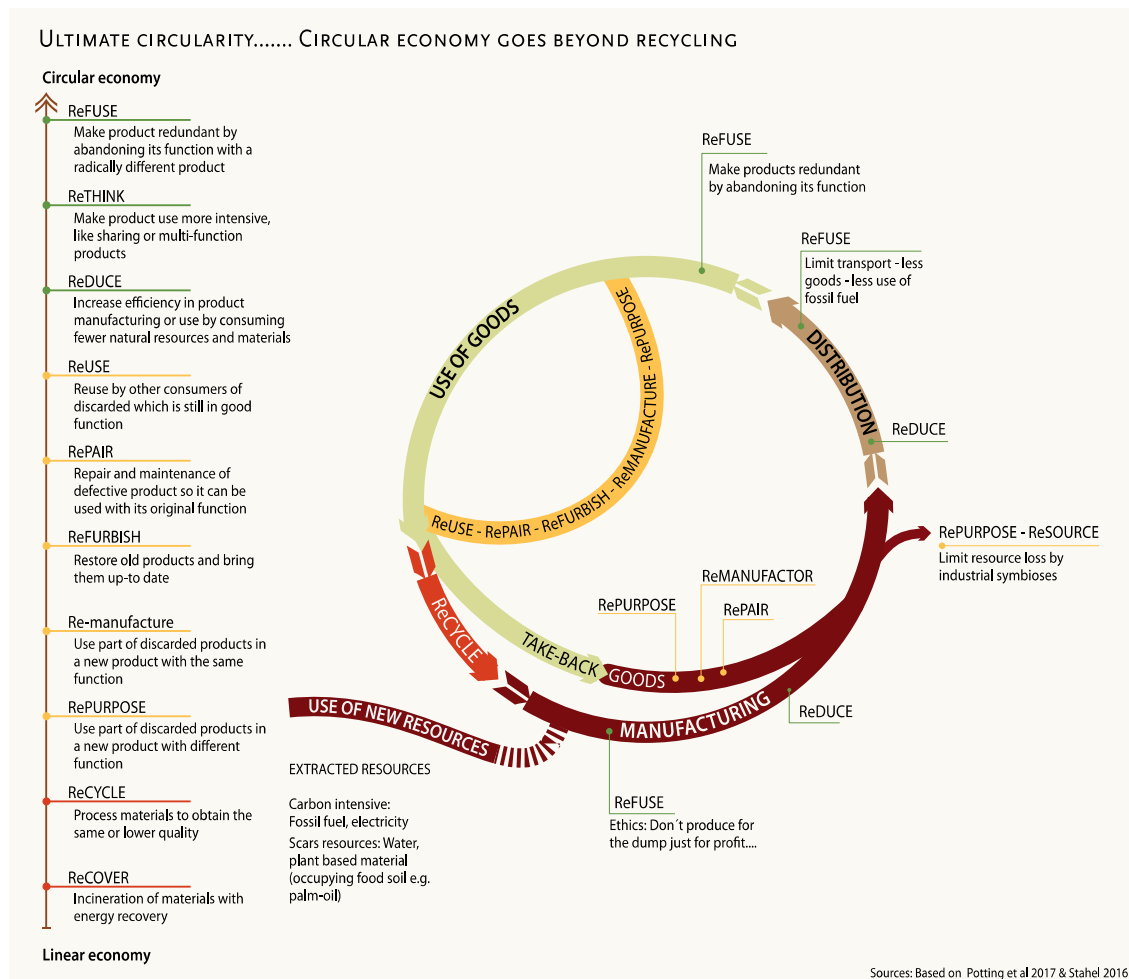 ULTIMATE CIRCULARITY....... CIRCULAR ECONOMY GOES BEYOND RECYCLING
Circular economy
ReFUSE
Make product redundant by
abandoning its function with a
radically different product
ReTHINK
Make product use more intensive,
like sharing or multi-function
products
ReDUCE
Increase efficiency in product
manufacturing or use by consuming
fewer natural resources and materials
ReUSE
Reuse by other consumers of
discarded which is still in good
function
RePAIR
Repair and maintenance of
defective product so it can be
used with its original function
ReFURBISH
Restore old products and bring
them up-to date
Re-manufacture
Use part of discarded products in
a new product with the same
function
RePURPOSE
Use part of discarded products in
a new product with different
function
ReCYCLE
Process materials to obtain the
same or lower quality
ReCOVER
Incineration of materials with
energy recovery
Linear economy
ReFUSE
Make products redundant
by abandoning its function
ReFUSE
Limit transport - less
goods - less use of
fossil fuel
USE OF GOODS
DISTRIBUTION
ReDUCE
ReUSE - RePAIR - ReFURBISH - ReMANUFACTURE - RePURPOSE
RePURPOSE - ReSOURCE
Limit resource loss by
industrial symbioses
ReMANUFACTOR
RePURPOSE
RePAIR
ReCYCLE
TAKE-BACK
GOODS
MANUFACTURING
ReDUCE
USE OF NEW RESOURCES
EXTRACTED RESOURCES
Carbon intensive:
Fossil fuel, electricity
Scars resources: Water,
plant based material
(occupying food soil e.g.
palm-oil)
ReFUSE
Ethics: Don´t produce for
the dump just for profit....
Sources: Based on Potting et al 2017 & Stahel 2016